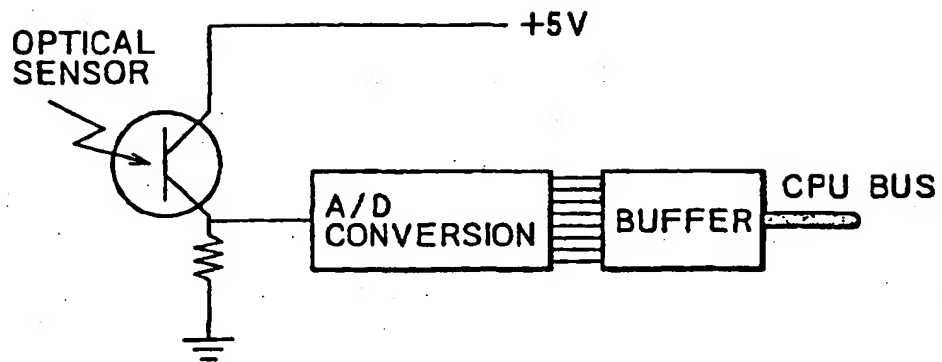 +5V
OPTICAL
SENSOR
A/D
CONVERSION
BUFFER
CPU BUS